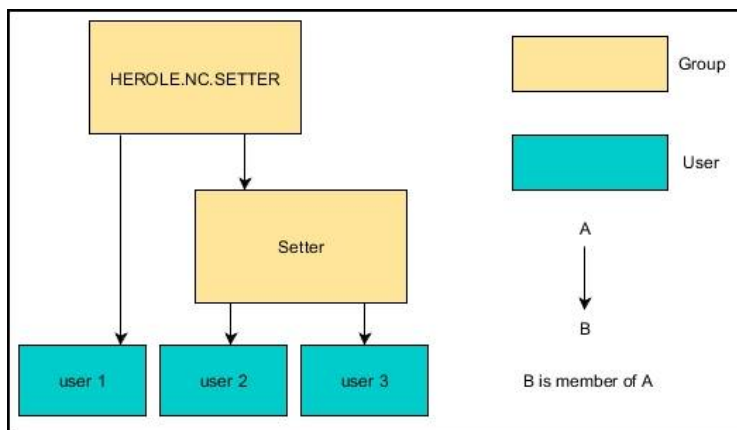 HEROLE.NC.SETTER
Group
User
Setter
A
B
user 1
user 2
user 3
B is member of A